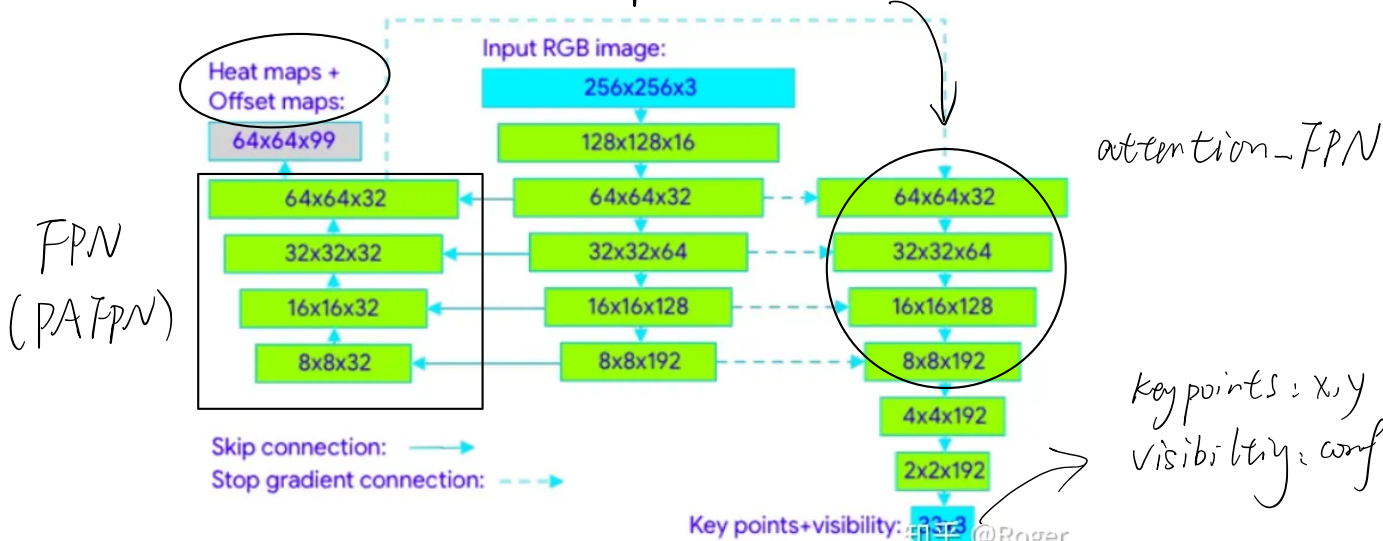 Input RGB image:
256x256x3
Heat maps +
Offset maps:
64x64x99
128x128x16
64x64x32
64x64x32
64x64x32
attention_FPN
FPN
(PAFPN)
32x32x32
32x32x64
32x32x64
16x16x32
16x16x128
16x16x128
8x8x32
8x8x192
8x8x192
4x4x192
2x2x192
Skip connection:
Stop gradient connection:
Key points+visibility:
33x3
keypoints: x,y
visibiltiy: conf
知乎 @Roger